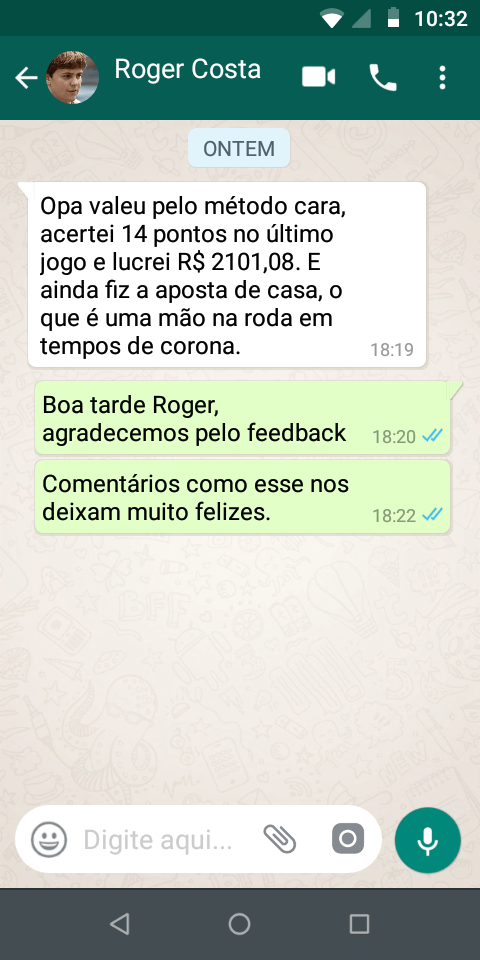 10:32
Roger Costa
ONTEM
Opa valeu pelo método cara,
acertei 14 pontos no último
jogo e lucrei R$ 2101,08. E
ainda fiz a aposta de casa, o
que é uma mão na roda em
tempos de corona.
18:19
Boa tarde Roger,
agradecemos pelo feedback
18:20
Comentários como esse nos
deixam muito felizes.
18:22
Digite aqui...